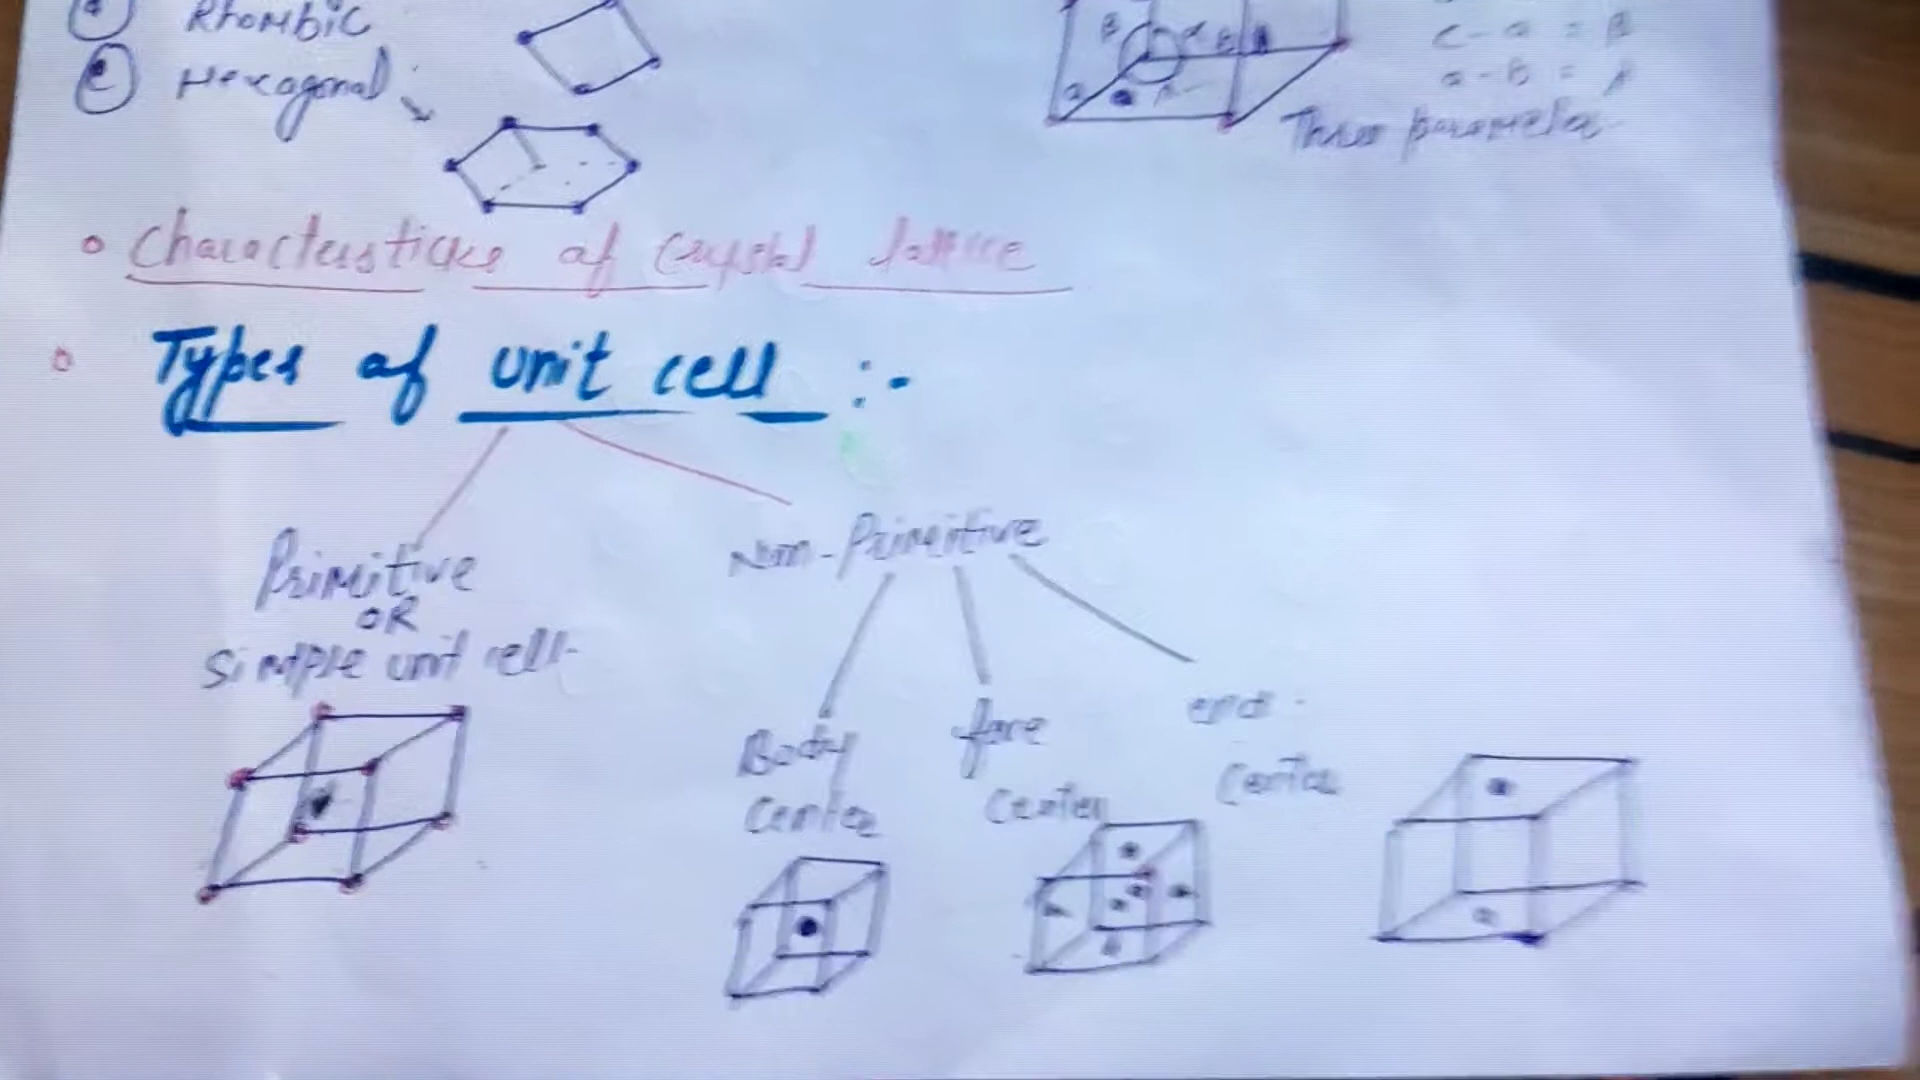 Rhombic
e Hexagonal
B α
c - a = B
a - b =
Three parameter
Characteristicks of Crystal lattice
Types of unit cell :-
Primitive
OR
Simple unit cell-
Non-Primitive
Body
Center
face
Center
end -
Center